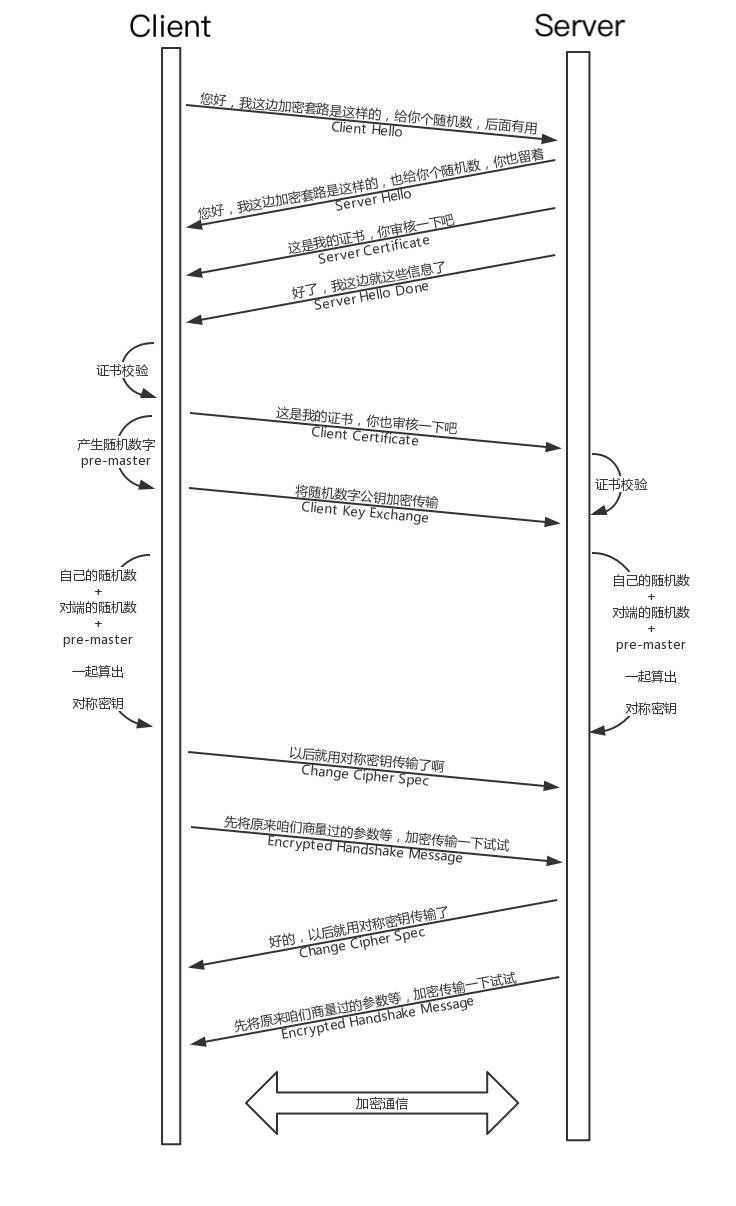 Client
Server
您好，我这边加密套路是这样的，给你个随机数，后面有用
Client Hello
您好，我这边加密套路是这样的，也给你个随机数，你也留着
Server Hello
这是我的证书，你审核一下吧
Server Certificate
好了，我这边就这些信息了
Server Hello Done
证书校验
这是我的证书，你也审核一下吧
Client Certificate
产生随机数字
pre-master
证书校验
将随机数字公钥加密传输
Client Key Exchange
自己的随机数
+
对端的随机数
+
pre-master
一起算出
对称密钥
自己的随机数
+
对端的随机数
+
pre-master
一起算出
对称密钥
以后就用对称密钥传输了啊
Change Cipher Spec
先将原来咱们商量过的参数等，加密传输一下试试
Encrypted Handshake Message
好的，以后就用对称密钥传输了
Change Cipher Spec
先将原来咱们商量过的参数等，加密传输一下试试
Encrypted Handshake Message
加密通信